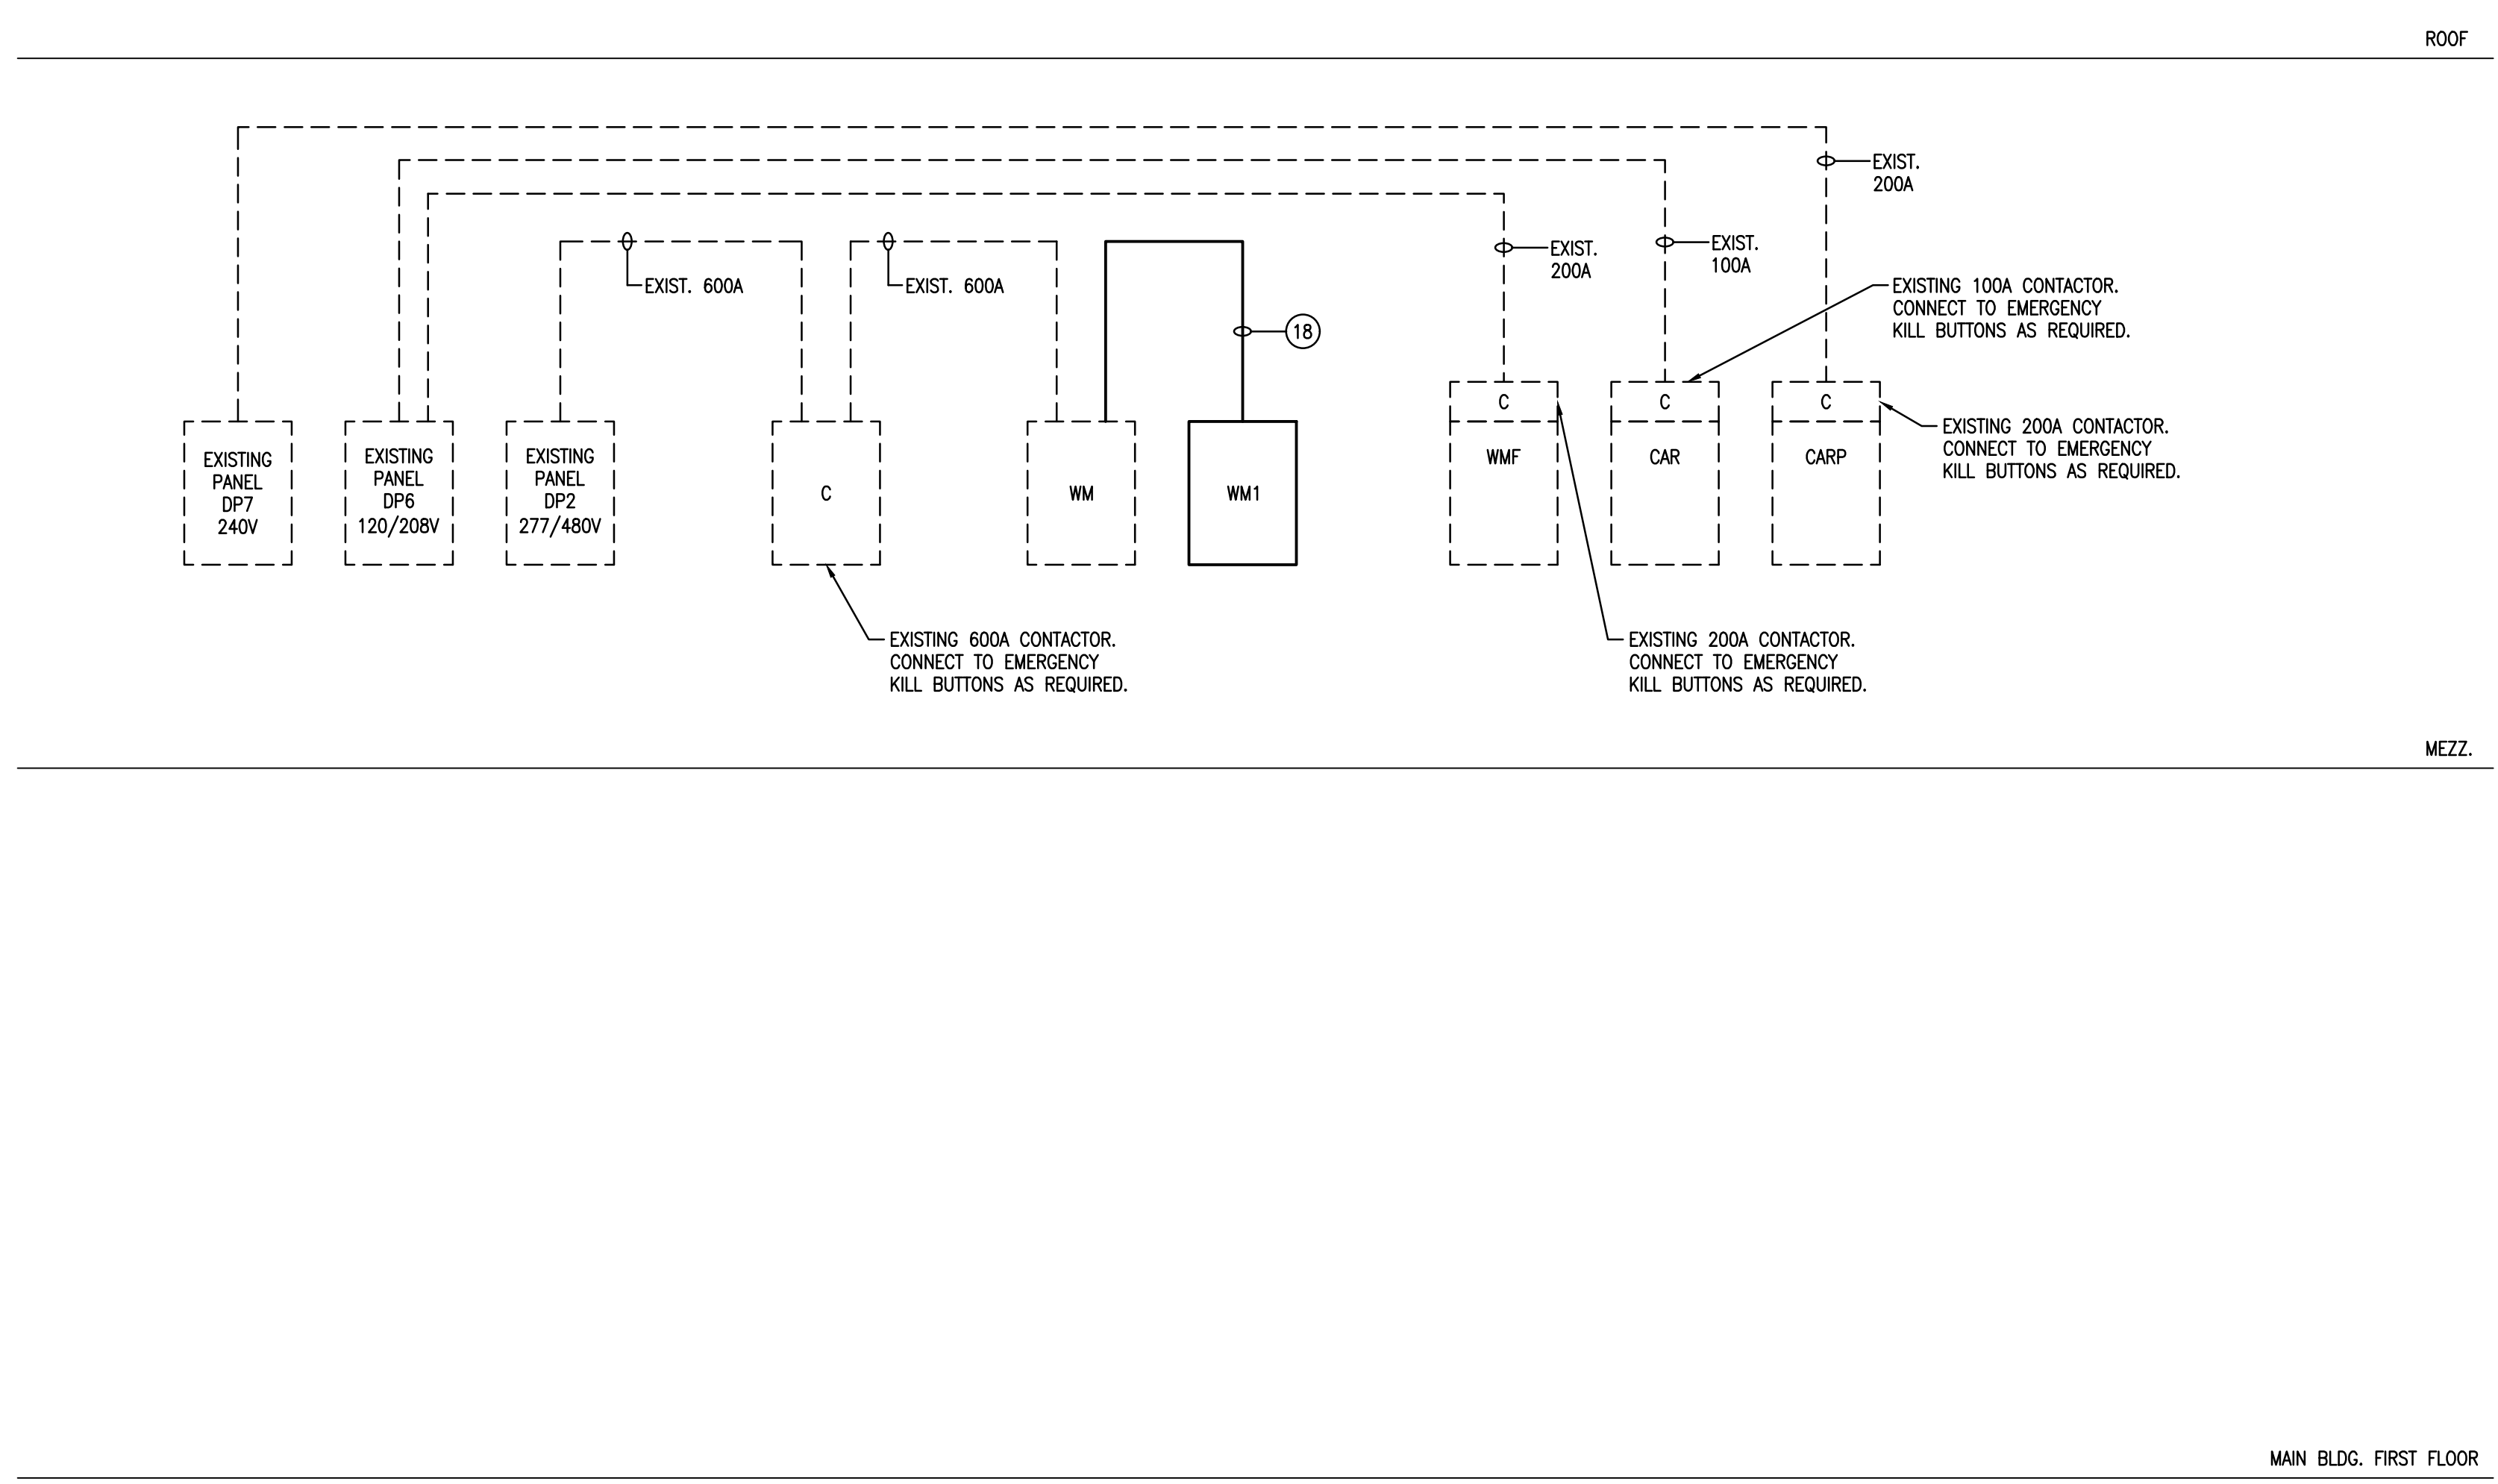 ROOF
EXIST.
200A
EXIST.
100A
EXIST.
200A
EXIST. 600A
EXIST. 600A
18
EXISTING 100A CONTACTOR.
CONNECT TO EMERGENCY
KILL BUTTONS AS REQUIRED.
EXISTING
PANEL
DP7
240V
EXISTING
PANEL
DP6
120/208V
EXISTING
PANEL
DP2
277/480V
C
WM
WM1
C
WMF
C
CAR
C
CARP
EXISTING 200A CONTACTOR.
CONNECT TO EMERGENCY
KILL BUTTONS AS REQUIRED.
EXISTING 600A CONTACTOR.
CONNECT TO EMERGENCY
KILL BUTTONS AS REQUIRED.
EXISTING 200A CONTACTOR.
CONNECT TO EMERGENCY
KILL BUTTONS AS REQUIRED.
MEZZ.
MAIN BLDG. FIRST FLOOR